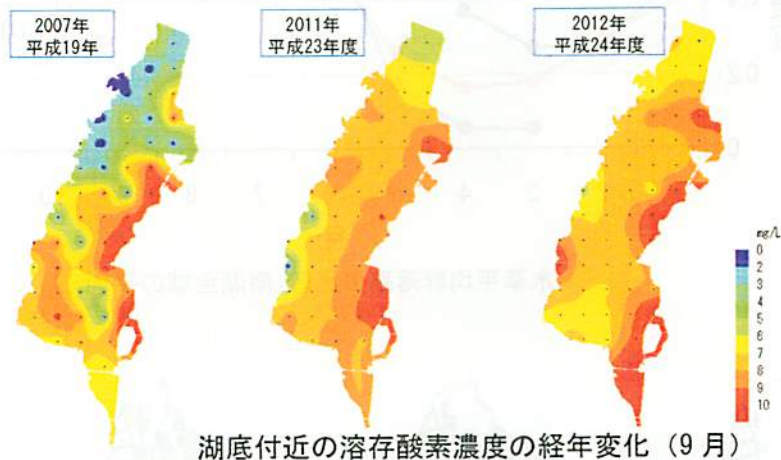 2007年
平成19年
2011年
平成23年度
2012年
平成24年度
mg/L
0
2
3
4
5
6
7
8
9
10
湖底付近の溶存酸素濃度の経年変化（9月）